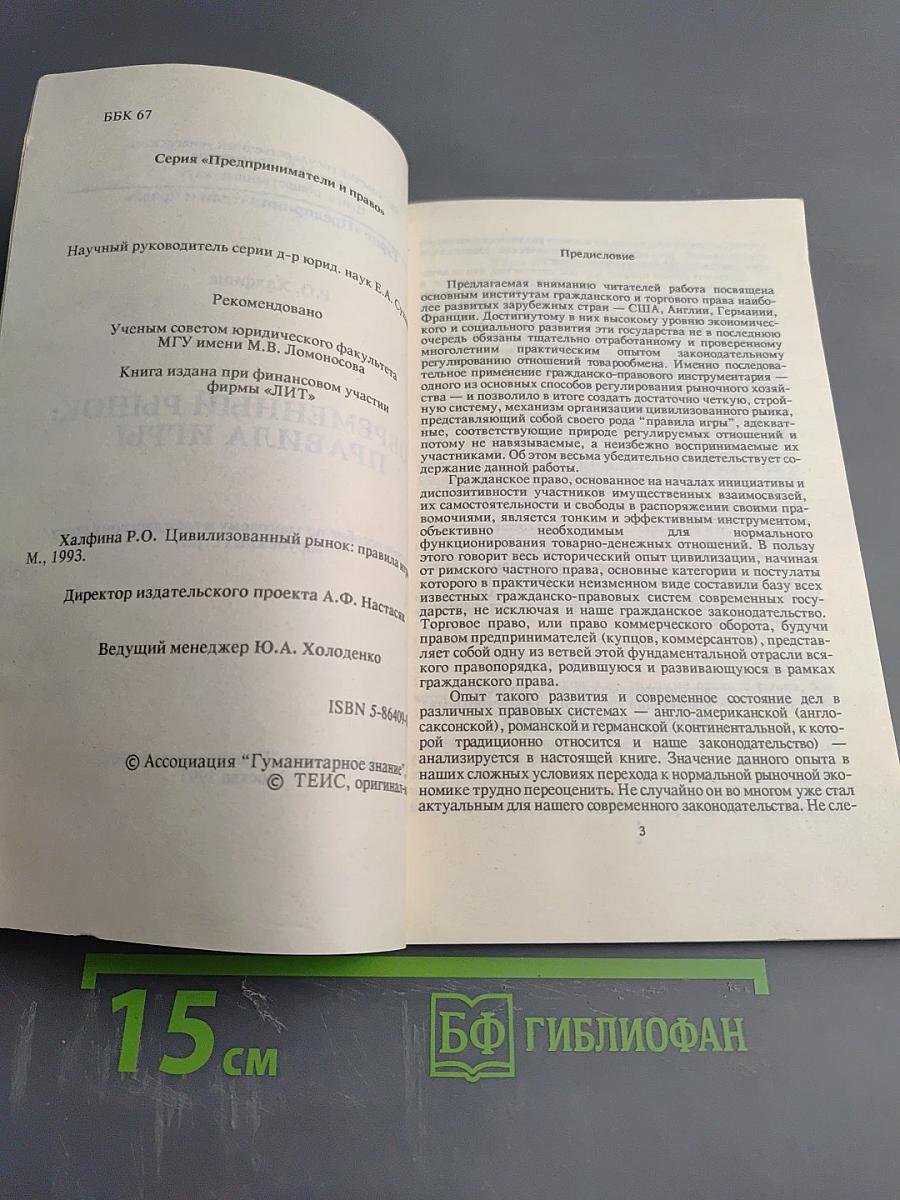 ББК 67
Серия «Предприниматели и право»
Научный руководитель серии д-р юрид. наук Е.А.
Рекомендовано
Ученым советом юридического факультета
МГУ имени М.В. Ломоносова
Книга издана при финансовом участии
фирмы «ЛИТ»
Халфина Р.О. Цивилизованный рынок: правила
М., 1993.
Директор издательского проекта А.Ф.
Ведущий менеджер Ю.А. Холоденко
ISBN 5-86409-
© Ассоциация "Гуманитарное знание"
© ТЕИС,
Предисловие
Предлагаемая вниманию читателей работа посвящена
основным институтам гражданского и торгового права наибо-
лее развитых зарубежных стран — США, Англии, Германии,
Франции. Достигнутому в них высокому уровню экономичес-
кого и социального развития эти государства не в последнюю
очередь обязаны тщательно отработанному и проверенному
многолетним практическим опытом законодательному
регулированию отношений товарообмена. Именно последова-
тельное применение гражданско-правового инструментария —
одного из основных способов регулирования рыночного хозяй-
ства — и позволило в итоге создать достаточно четкую, строй-
ную систему, механизм организации цивилизованного рынка,
представляющий собой своего рода "правила игры", адекват-
ные, соответствующие природе регулируемых отношений и
потому не навязываемые, а неизбежно воспринимаемые их
участниками. Об этом весьма убедительно свидетельствует со-
держание данной работы.
Гражданское право, основанное на началах инициативы и
диспозитивности участников имущественных взаимосвязей,
их самостоятельности и свободы в распоряжении своими пра-
вомочиями, является тонким и эффективным инструментом,
объективно необходимым для нормального
функционирования товарно-денежных отношений. В пользу
этого говорит весь исторический опыт цивилизации, начиная
от римского частного права, основные категории и постулаты
которого в практически неизменном виде составили базу всех
известных гражданско-правовых систем современных госу-
дарств, не исключая и наше гражданское законодательство.
Торговое право, или право коммерческого оборота, будучи
правом предпринимателей (купцов, коммерсантов), представ-
ляет собой одну из ветвей этой фундаментальной отрасли вся-
кого правопорядка, родившуюся и развивающуюся в рамках
гражданского права.
Опыт такого развития и современное состояние дел в
различных правовых системах — англо-американской (англо-
саксонской), романской и германской (континентальной, к кото-
рой традиционно относится и наше законодательство) —
анализируется в настоящей книге. Значение данного опыта в
наших сложных условиях перехода к нормальной рыночной эко-
номике трудно переоценить. Не случайно он во многом уже стал
актуальным для нашего современного законодательства. Не сле-
3
15 см
БФ ГИБЛИОФАН